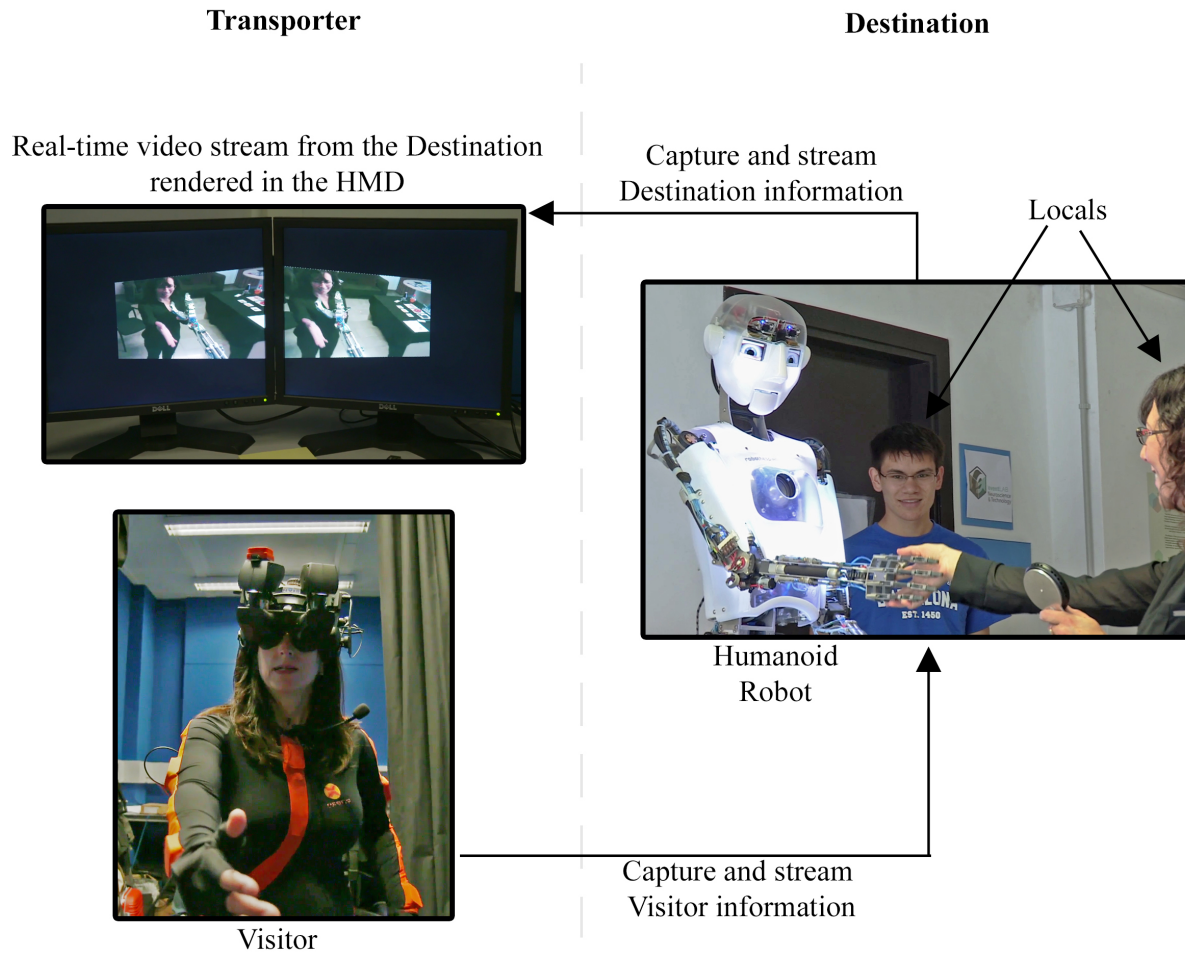 Transporter
Destination
Real-time video stream from the Destination
rendered in the HMD
Capture and stream
Destination information
Locals
DELL
DELL
EST. 1450
Humanoid
Robot
Capture and stream
Visitor information
Visitor